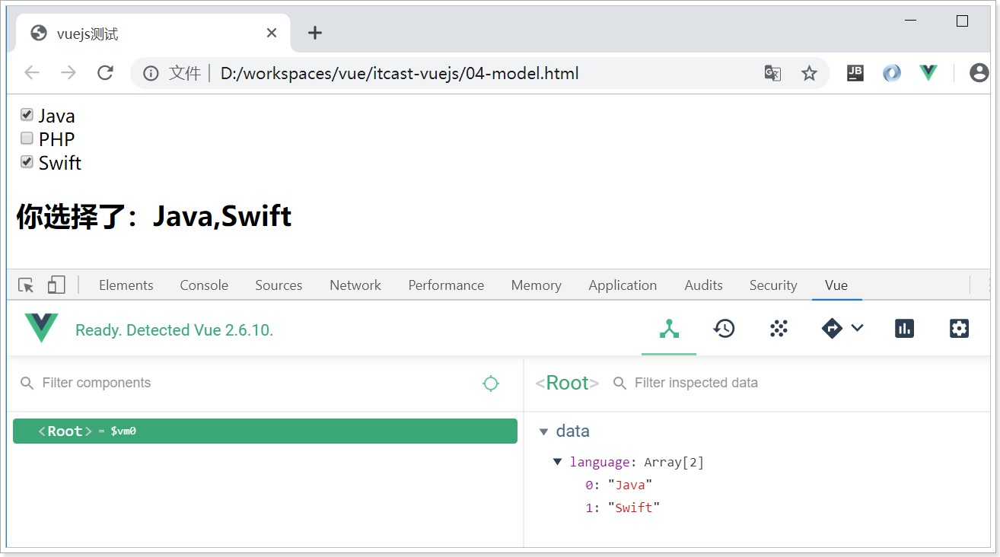 vuejs测试
文件 D:/workspaces/vue/itcast-vuejs/04-model.html
JB
Java
PHP
Swift
你选择了：Java,Swift
Elements Console Sources Network Performance Memory Application Audits Security Vue
Ready. Detected Vue 2.6.10.
Filter components
<Root> Filter inspected data
<Root> = $vm0
data
language: Array[2]
0: "Java"
1: "Swift"